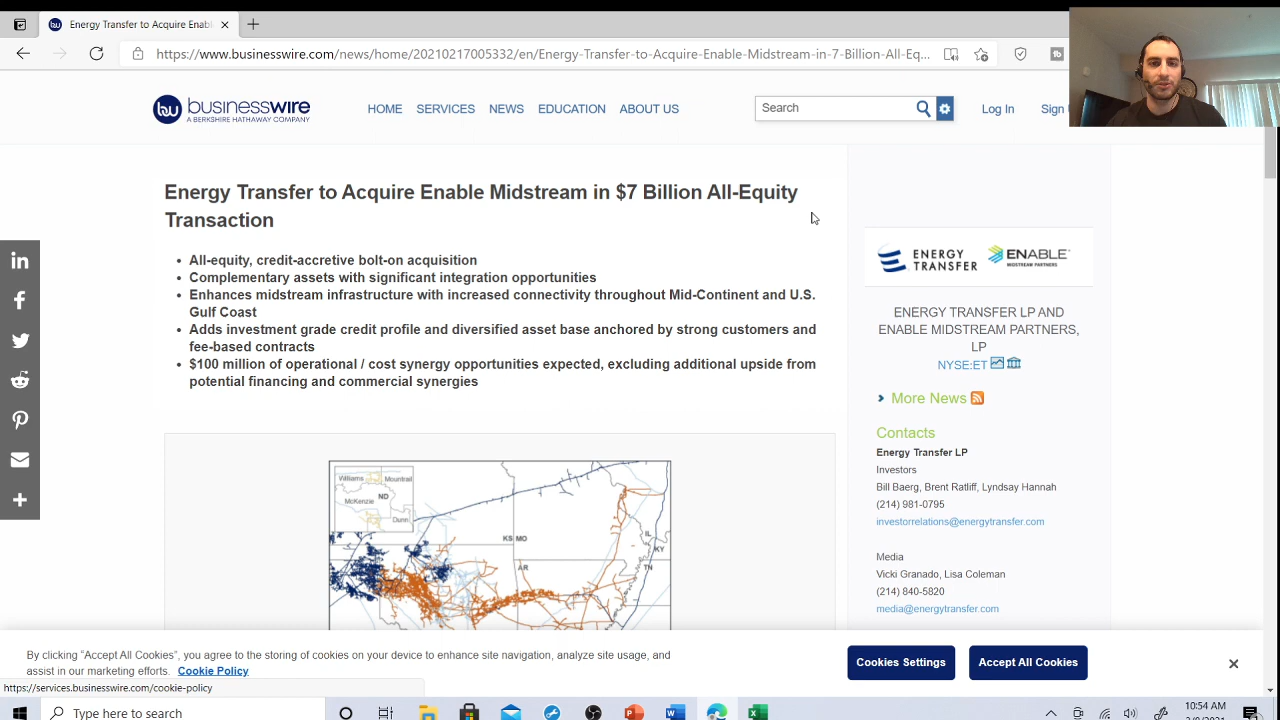 Energy Transfer to Acquire Enabl
https://www.businesswire.com/news/home/20210217005332/en/Energy-Transfer-to-Acquire-Enable-Midstream-in-7-Billion-All-Eq...
businesswire
A BERKSHIRE HATHAWAY COMPANY
HOME SERVICES NEWS EDUCATION ABOUT US
Search
Log In Sign
Energy Transfer to Acquire Enable Midstream in $7 Billion All-Equity
Transaction
• All-equity, credit-accretive bolt-on acquisition
• Complementary assets with significant integration opportunities
• Enhances midstream infrastructure with increased connectivity throughout Mid-Continent and U.S.
Gulf Coast
• Adds investment grade credit profile and diversified asset base anchored by strong customers and
fee-based contracts
• $100 million of operational / cost synergy opportunities expected, excluding additional upside from
potential financing and commercial synergies
ENERGY
TRANSFER
ENABLE
MIDSTREAM PARTNERS
ENERGY TRANSFER LP AND
ENABLE MIDSTREAM PARTNERS,
LP
NYSE:ET
More News
Contacts
Energy Transfer LP
Investors
Bill Baerg, Brent Ratliff, Lyndsay Hannah
(214) 981-0795
investorrelations@energytransfer.com
Media
Vicki Granado, Lisa Coleman
(214) 840-5820
media@energytransfer.com
Williams Mountrail
ND
McKenzie
Dunn
KS MO
IL
KY
AR
TN
By clicking "Accept All Cookies", you agree to the storing of cookies on your device to enhance site navigation, analyze site usage, and
assist in our marketing efforts. Cookie Policy
Cookies Settings
Accept All Cookies
https://services.businesswire.com/cookie-policy
Type here to search
10:54 AM